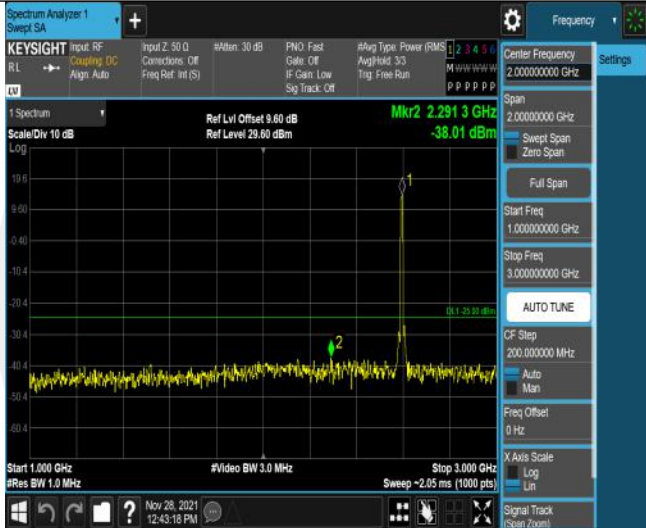 Spectrum Analyzer 1
Swept SA
+
Frequency
KEYSIGHT
RL
Input: RF
Coupling: DC
Align: Auto
Input Z: 50 Ω
Corrections: Off
Freq Ref: Int (S)
#Atten: 30 dB
PNO: Fast
Gate: Off
IF Gain: Low
Sig Track: Off
#Avg Type: Power (RMS
Avg|Hold: 3/3
Trig: Free Run
1 2 3 4 5 6
M W W W W W
P P P P P P
LV
1 Spectrum
Scale/Div 10 dB
Log
Ref Lvl Offset 9.60 dB
Ref Level 29.60 dBm
Mkr2 2.291 3 GHz
-38.01 dBm
19.6
9.60
-0.40
-10.4
-20.4
-30.4
-40.4
-50.4
-60.4
1
2
DL1 -25.00 dBm
Start 1.000 GHz
#Res BW 1.0 MHz
#Video BW 3.0 MHz
Stop 3.000 GHz
Sweep ~2.05 ms (1000 pts)
Nov 28, 2021
12:43:18 PM
?
Center Frequency
2.000000000 GHz
Span
2.00000000 GHz
Swept Span
Zero Span
Full Span
Start Freq
1.000000000 GHz
Stop Freq
3.000000000 GHz
AUTO TUNE
CF Step
200.000000 MHz
Auto
Man
Freq Offset
0 Hz
X Axis Scale
Log
Lin
Signal Track
(Span Zoom)
Settings